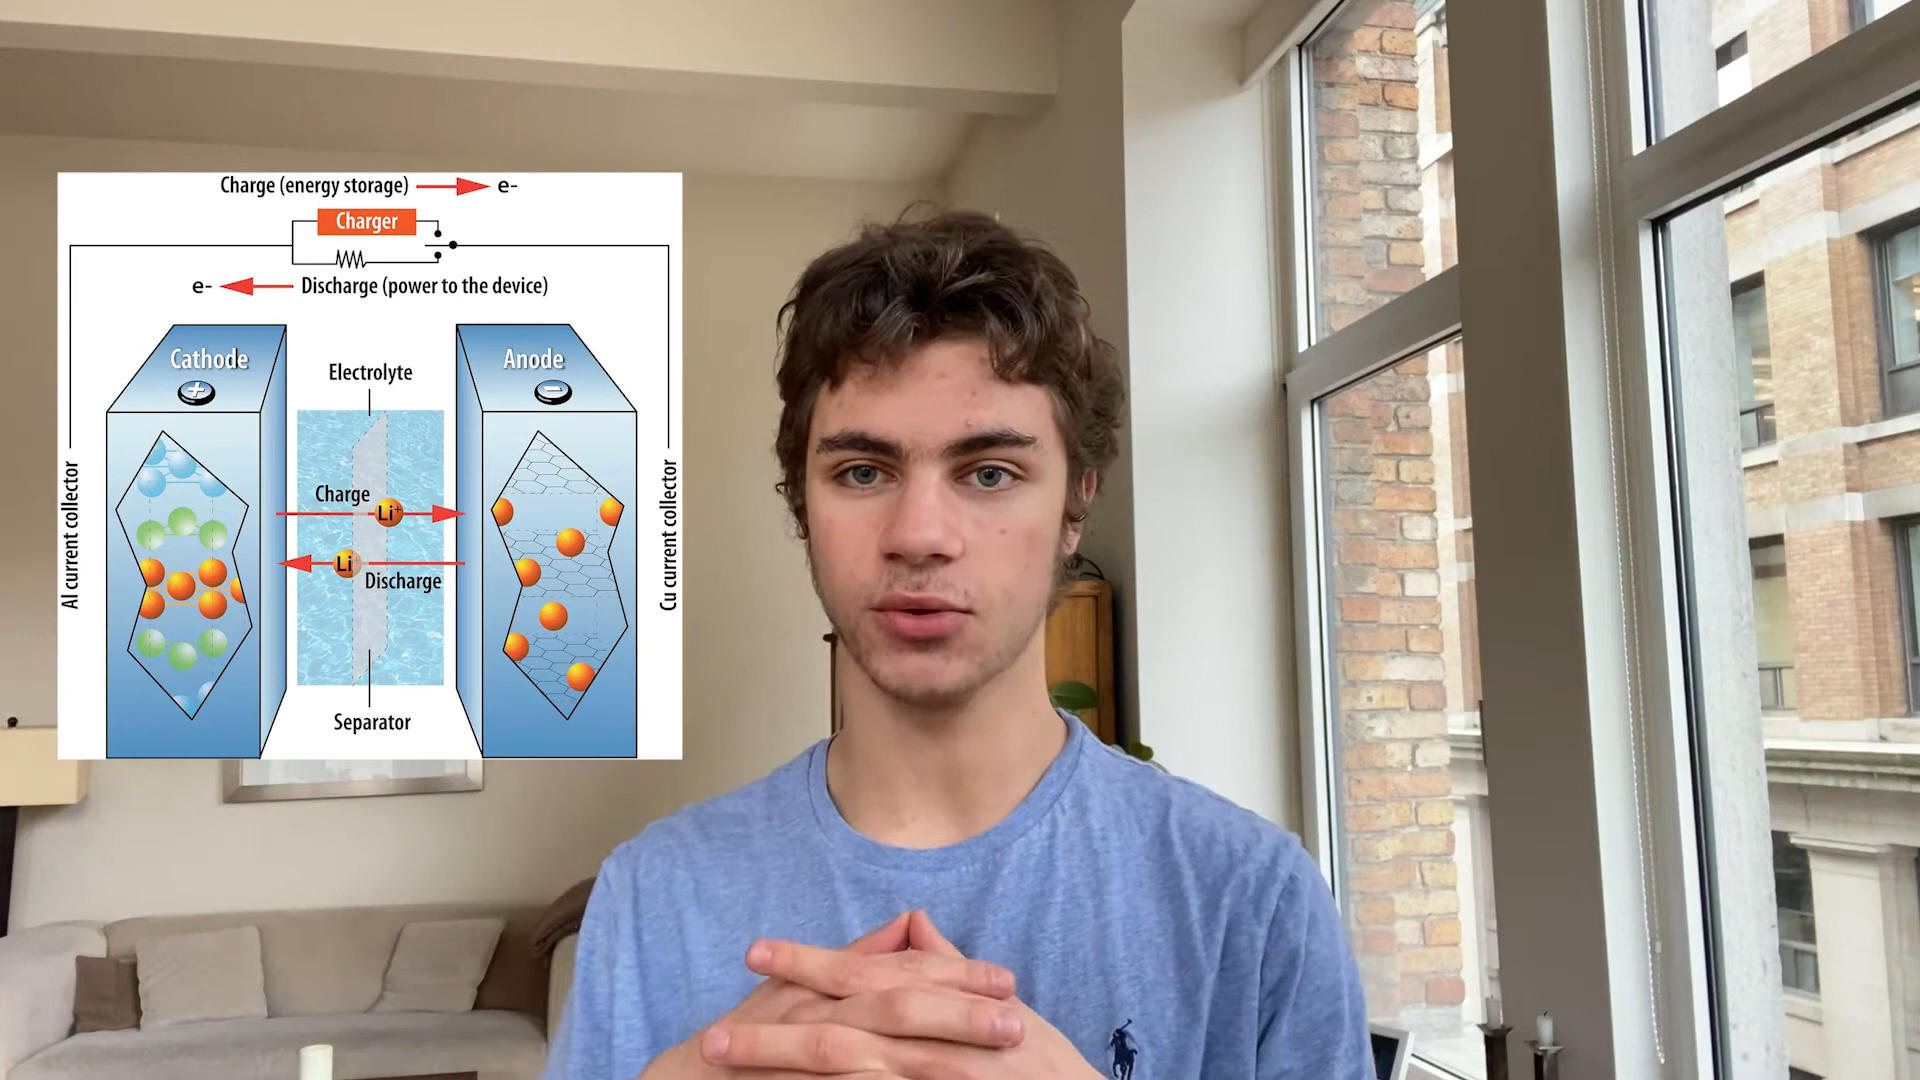 Charge (energy storage) e-
Charger
e- Discharge (power to the device)
Cathode
+
Electrolyte
Anode
−
Al current collector
Charge
Li+
Li
Discharge
Cu current collector
Separator